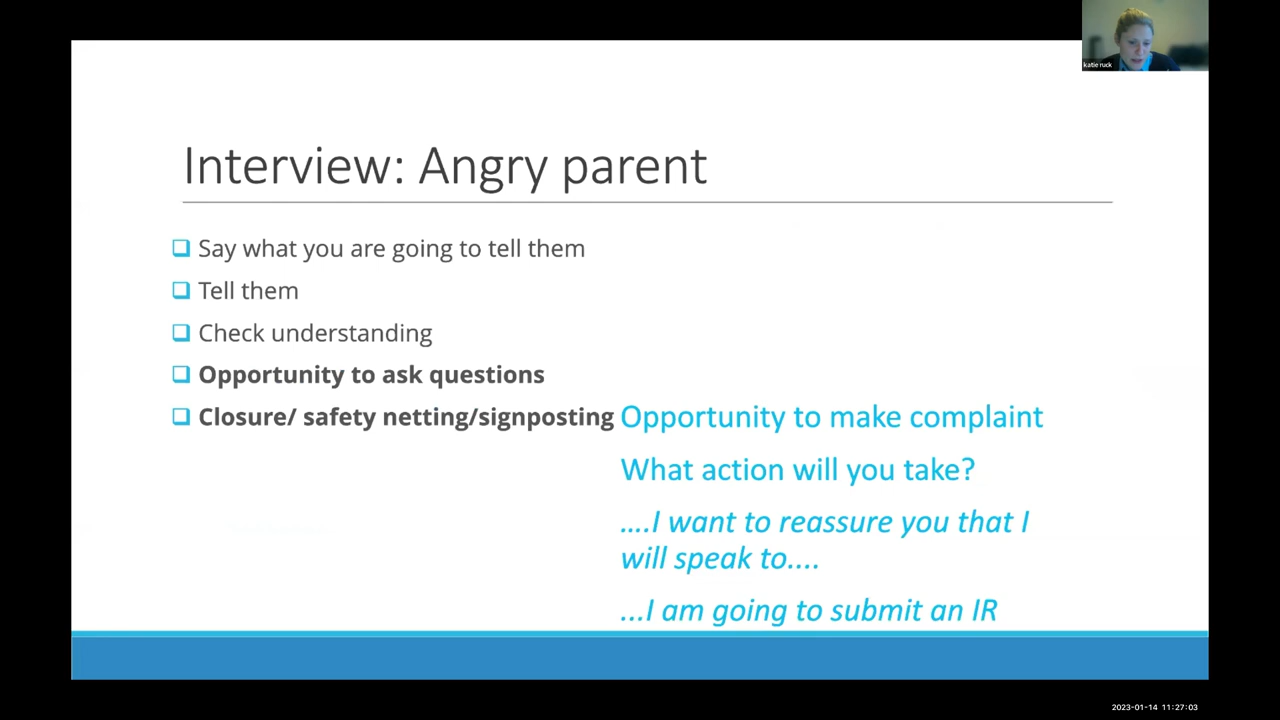 katie ruck
Interview: Angry parent
Say what you are going to tell them
Tell them
Check understanding
Opportunity to ask questions
Closure/ safety netting/signposting
Opportunity to make complaint
What action will you take?
....I want to reassure you that I
will speak to....
...I am going to submit an IR
2023-01-14 11:27:03